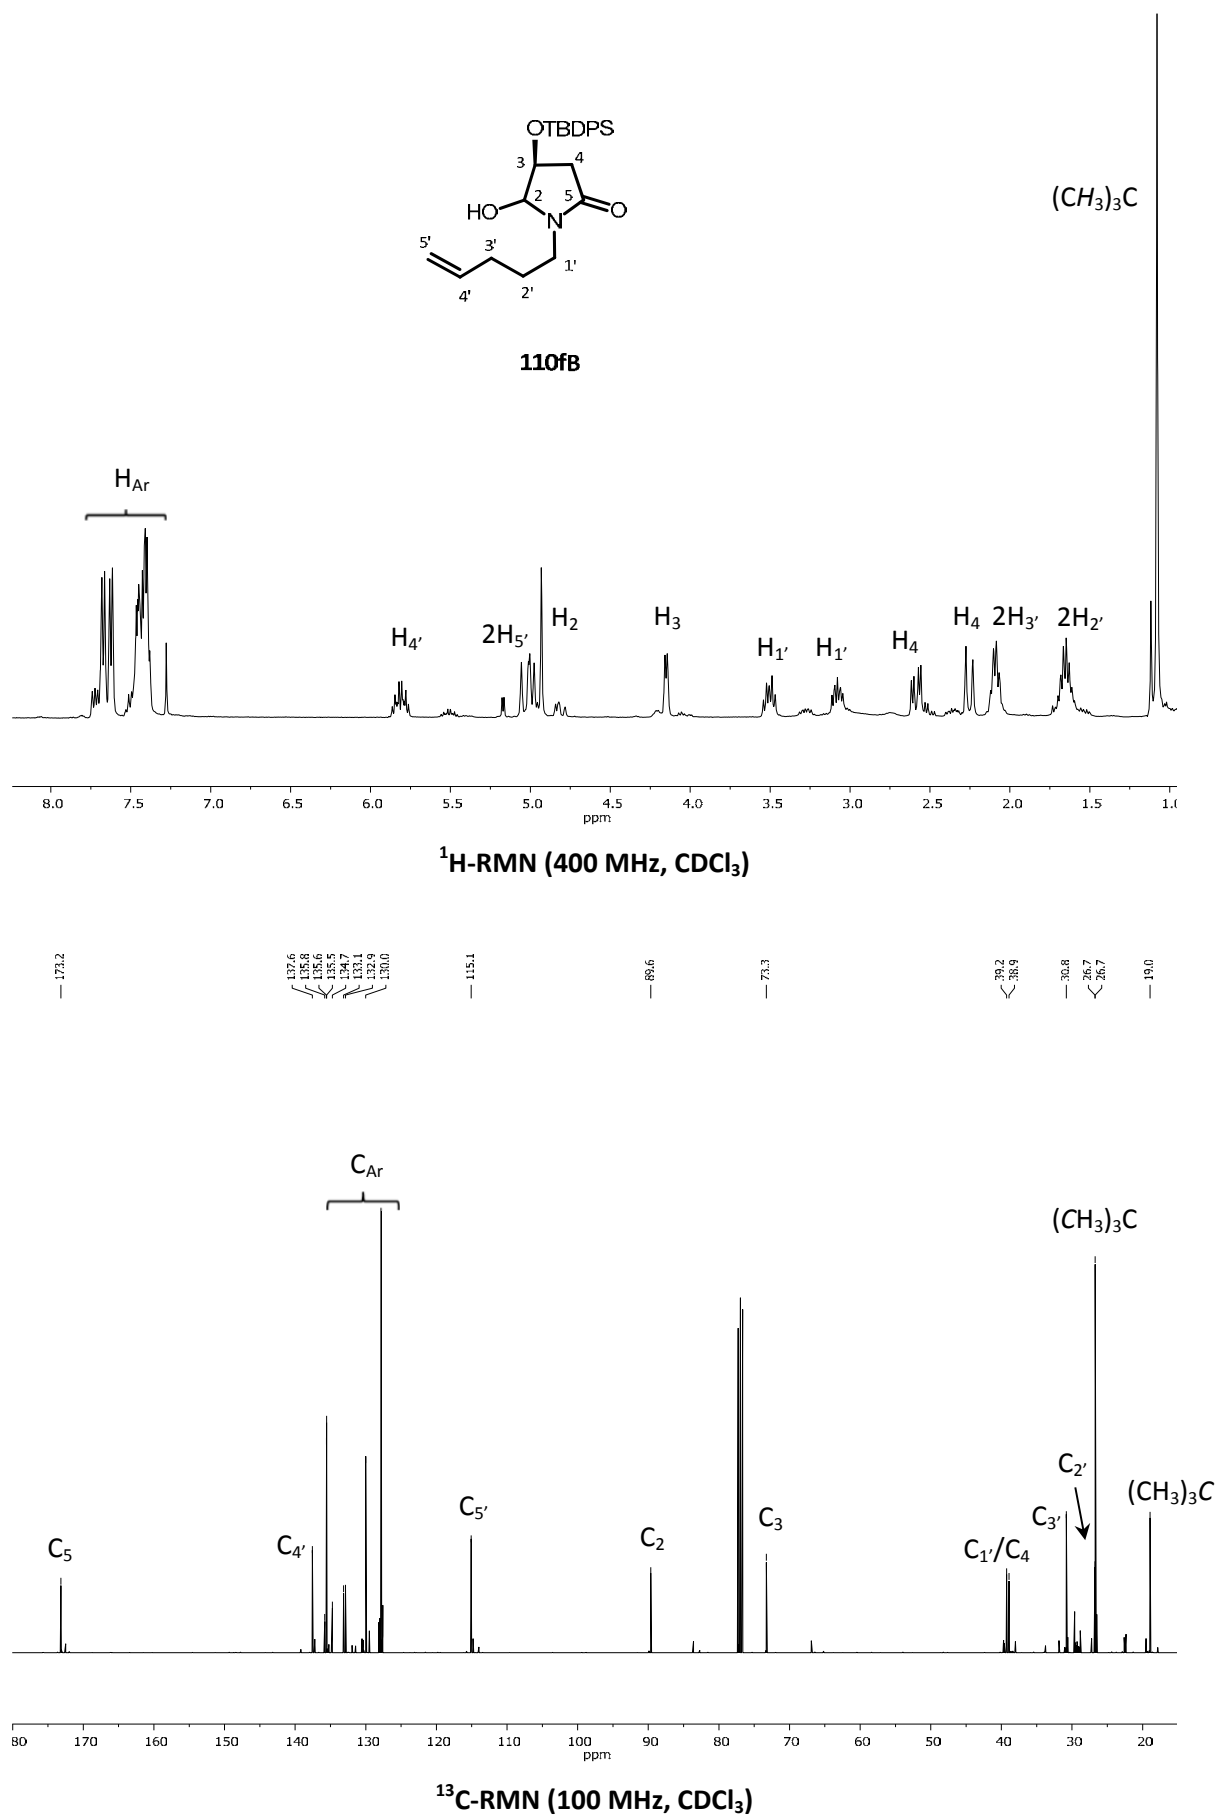 OTBDPS
3
4
HO
2
5
N
O
5'
3'
1'
4'
2'
110fB
(CH₃)₃C
H_Ar
H₄'
2H₅'
H₂
H₃
H₁'
H₁'
H₄
H₄
2H₃'
2H₂'
8.0 7.5 7.0 6.5 6.0 5.5 5.0 4.5 4.0 3.5 3.0 2.5 2.0 1.5 1.0
ppm
¹H-RMN (400 MHz, CDCl₃)
173.2
137.6
135.8
135.6
135.5
134.7
133.1
132.9
130.0
115.1
89.6
73.3
39.2
38.9
30.8
26.7
26.7
19.0
C_Ar
(CH₃)₃C
C₅
C₄'
C₅'
C₂
C₃
C₁'/C₄
C₃'
C₂'
(CH₃)₃C
80 170 160 150 140 130 120 110 100 90 80 70 60 50 40 30 20
ppm
¹³C-RMN (100 MHz, CDCl₃)